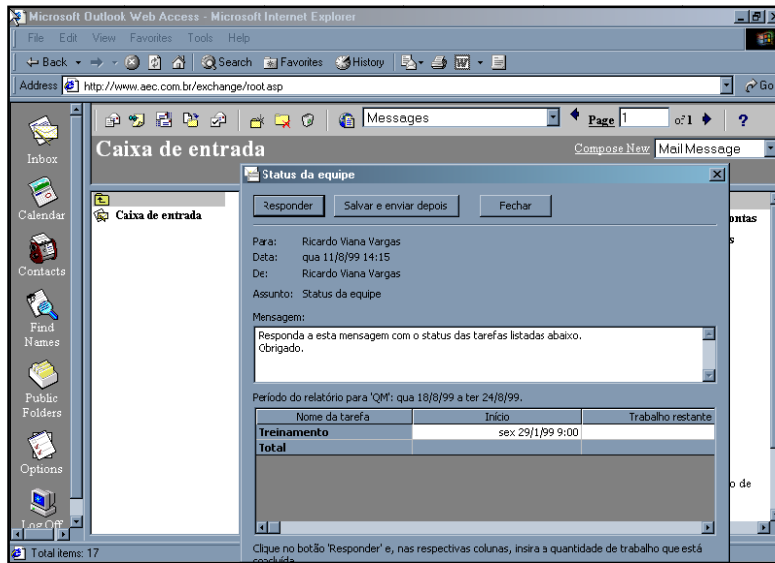 Microsoft Outlook Web Access - Microsoft Internet Explorer
File Edit View Favorites Tools Help
Back Search Favorites History
Address http://www.aec.com.br/exchange/root.asp Go
Messages Page 1 of 1 ?
Caixa de entrada Compose New Mail Message
Inbox
Calendar
Contacts
Find
Names
Public
Folders
Options
Log Off
Caixa de entrada
Status da equipe
Responder Salvar e enviar depois Fechar
Para: Ricardo Viana Vargas
Data: qua 11/8/99 14:15
De: Ricardo Viana Vargas
Assunto: Status da equipe
Mensagem:
Responda a esta mensagem com o status das tarefas listadas abaixo.
Obrigado.
Período do relatório para 'QM': qua 18/8/99 a ter 24/8/99.
Nome da tarefa Início Trabalho restante
Treinamento sex 29/1/99 9:00
Total
Clique no botão 'Responder' e, nas respectivas colunas, insira a quantidade de trabalho que está
concluída
ontas
s
o de
Total items: 17